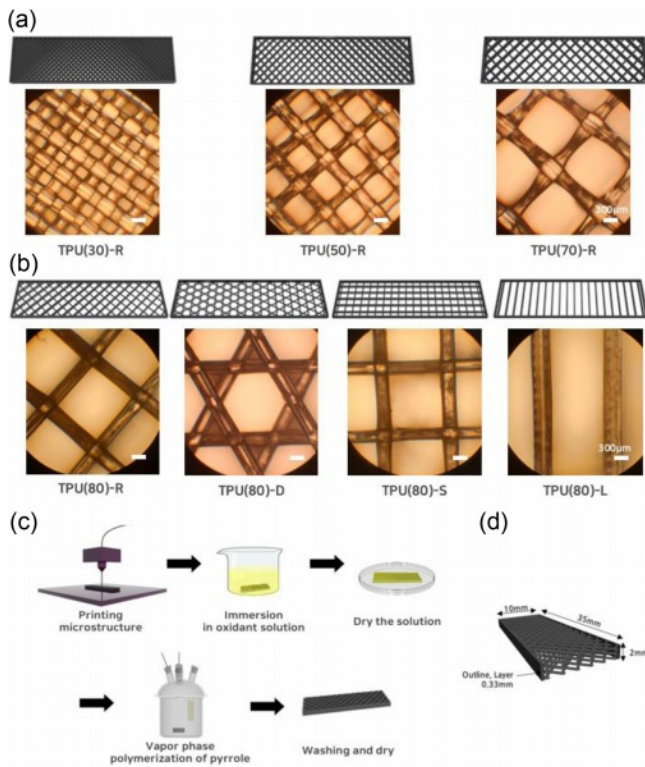 (a)
300μm
TPU(30)-R
TPU(50)-R
TPU(70)-R
(b)
300μm
TPU(80)-R
TPU(80)-D
TPU(80)-S
TPU(80)-L
(c)
Printing
microstructure
Immersion
in oxidant solution
Dry the solution
Vapor phase
polymerization of pyrrole
Washing and dry
(d)
10mm
35mm
2mm
Outline, Layer
0.33mm